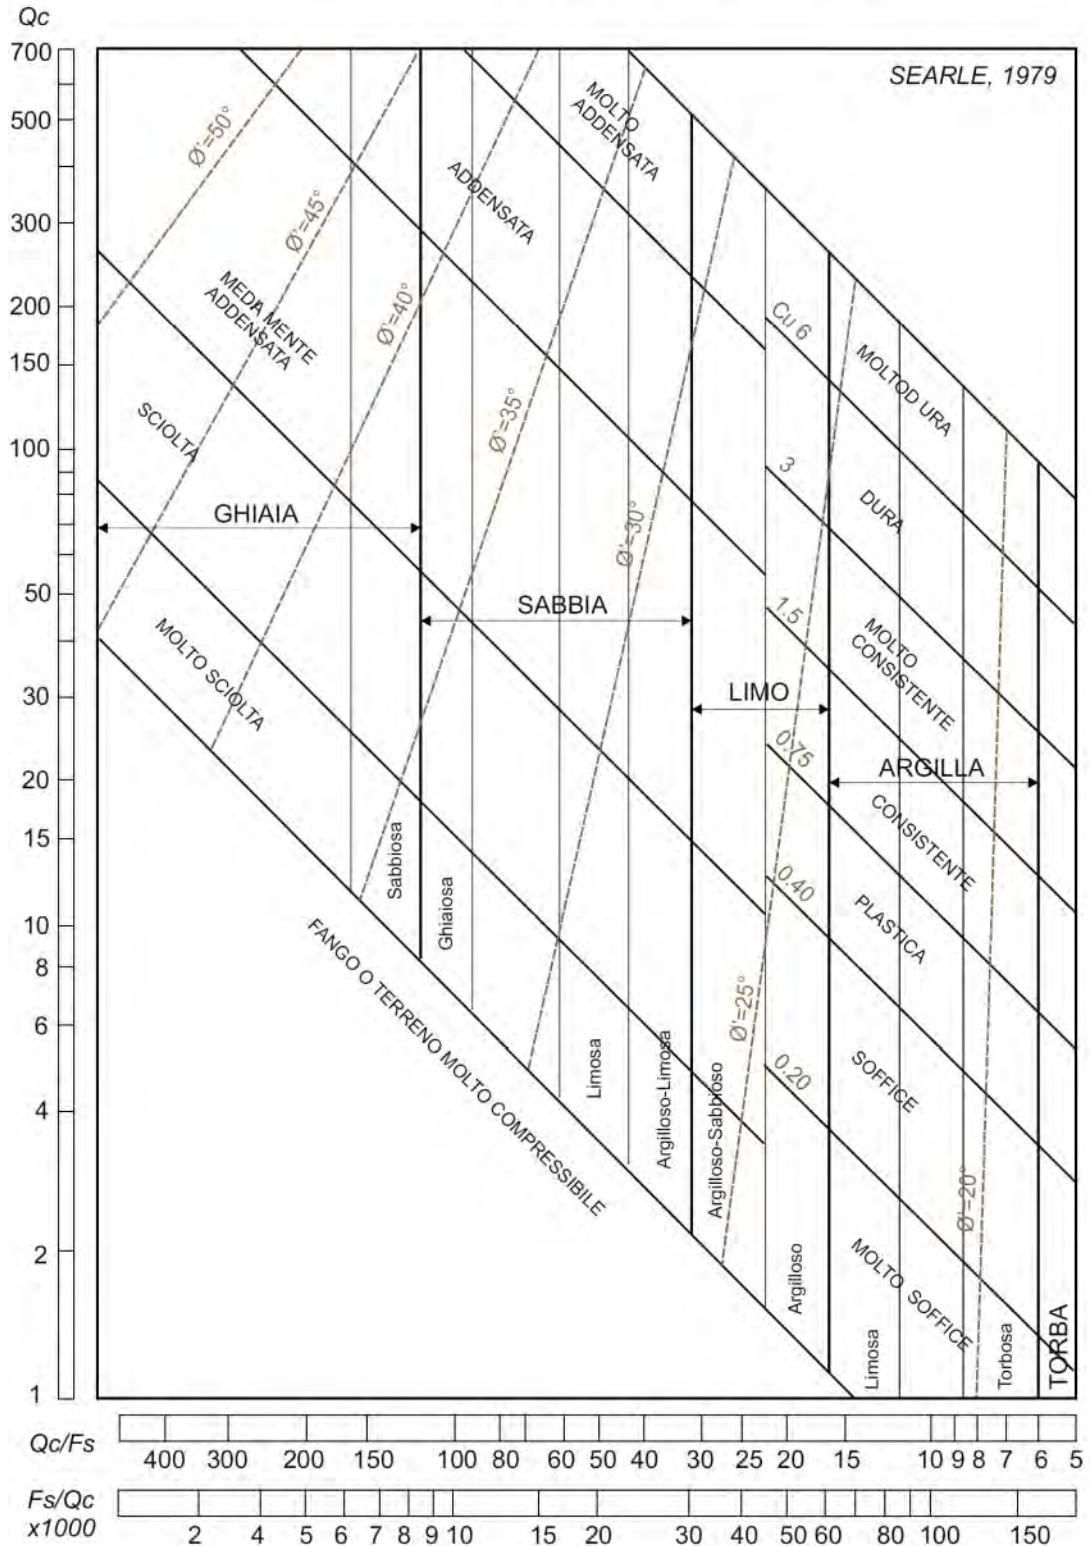 Qc
SEARLE, 1979
700
500
300
200
150
100
50
30
20
15
10
8
6
4
2
1
Ø'=50°
Ø'=45°
Ø'=40°
Ø'=35°
Ø'=30°
Ø'=25°
Ø'=20°
MOLTO
ADDENSATA
ADDENSATA
MEDA MENTE
ADDENSATA
SCIOLTA
MOLTO SCIOLTA
GHIAIA
SABBIA
LIMO
ARGILLA
TORBA
Cu 6
3
1.5
0.75
0.40
0.20
MOLTOD URA
DURA
MOLTO
CONSISTENTE
CONSISTENTE
PLASTICA
SOFFICE
MOLTO SOFFICE
FANGO O TERRENO MOLTO COMPRESSIBILE
Sabbiosa
Ghiaiosa
Limosa
Argilloso-Limosa
Argilloso-Sabbioso
Argilloso
Limosa
Torbosa
Qc/Fs
400 300 200 150 100 80 60 50 40 30 25 20 15 10 9 8 7 6 5
Fs/Qc
x1000
2 4 5 6 7 8 9 10 15 20 30 40 50 60 80 100 150